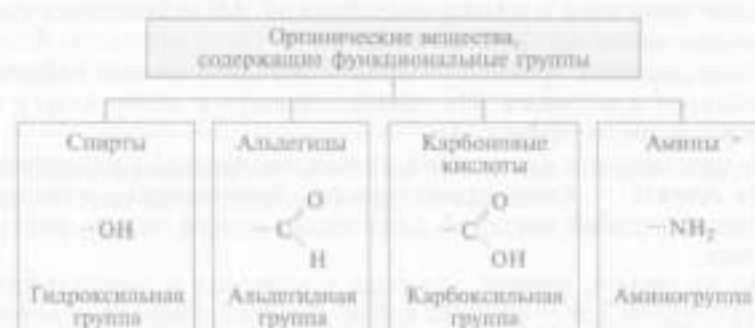 Органические вещества,
содержащие функциональные группы
Спирты
–OH
Гидроксильная
группа
Альдегиды
O
–C
H
Альдегидная
группа
Карбоновые
кислоты
O
–C
OH
Карбоксильная
группа
Амины
–NH₂
Аминогруппа